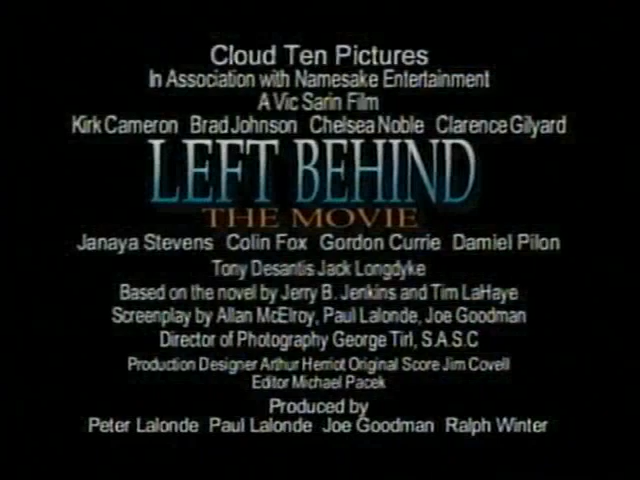 Cloud Ten Pictures
In Association with Namesake Entertainment
A Vic Sarin Film
Kirk Cameron Brad Johnson Chelsea Noble Clarence Gilyard
LEFT BEHIND
THE MOVIE
Janaya Stevens Colin Fox Gordon Currie Damiel Pilon
Tony Desantis Jack Longdyke
Based on the novel by Jerry B. Jenkins and Tim LaHaye
Screenplay by Allan McElroy, Paul Lalonde, Joe Goodman
Director of Photography George Tirl, S.A.S.C
Production Designer Arthur Herriot Original Score Jim Covell
Editor Michael Pacek
Produced by
Peter Lalonde Paul Lalonde Joe Goodman Ralph Winter